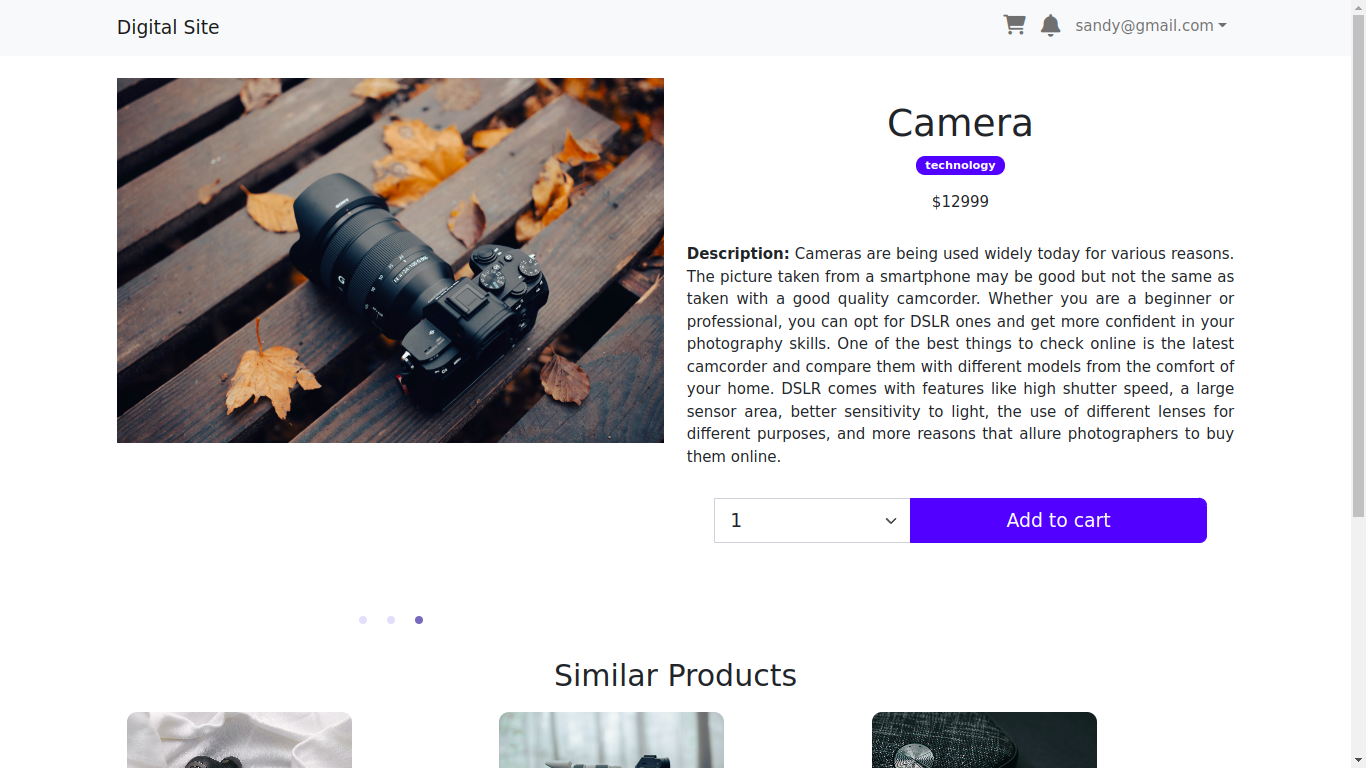 Digital Site
sandy@gmail.com
Camera
technology
$12999
Description: Cameras are being used widely today for various reasons.
The picture taken from a smartphone may be good but not the same as
taken with a good quality camcorder. Whether you are a beginner or
professional, you can opt for DSLR ones and get more confident in your
photography skills. One of the best things to check online is the latest
camcorder and compare them with different models from the comfort of
your home. DSLR comes with features like high shutter speed, a large
sensor area, better sensitivity to light, the use of different lenses for
different purposes, and more reasons that allure photographers to buy
them online.
1
Add to cart
Similar Products